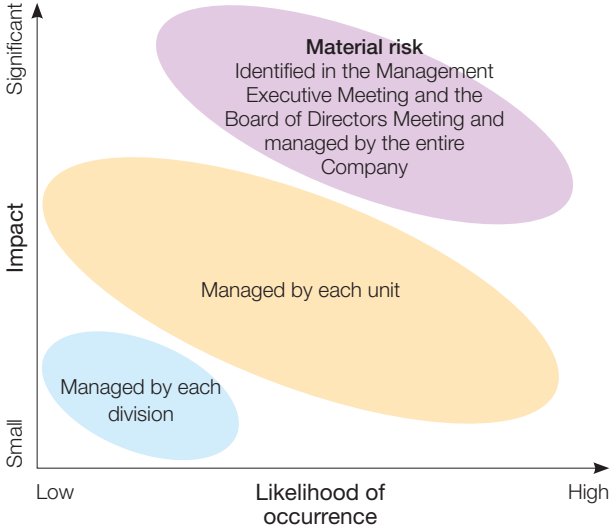 Significant
Impact
Small
Material risk
Identified in the Management
Executive Meeting and the
Board of Directors Meeting and
managed by the entire
Company
Managed by each unit
Managed by each
division
Low
Likelihood of
occurrence
High